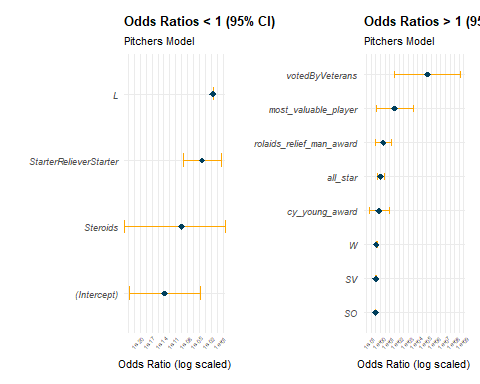 Odds Ratios < 1 (95% CI)
Pitchers Model
L
StarterRelieverStarter
Steroids
(Intercept)
Odds Ratio (log scaled)
Odds Ratios > 1 (95
Pitchers Model
votedByVeterans
most_valuable_player
rolaids_relief_man_award
all_star
cy_young_award
W
SV
SO
Odds Ratio (log scaled)